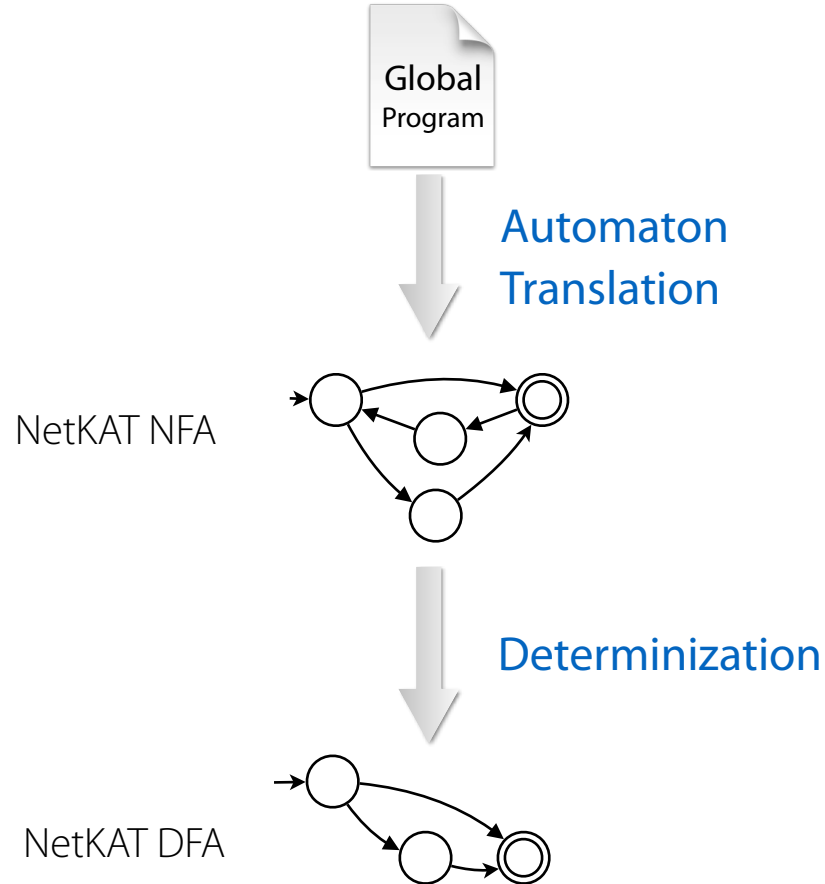 Global
Program
Automaton
Translation
NetKAT NFA
Determinization
NetKAT DFA